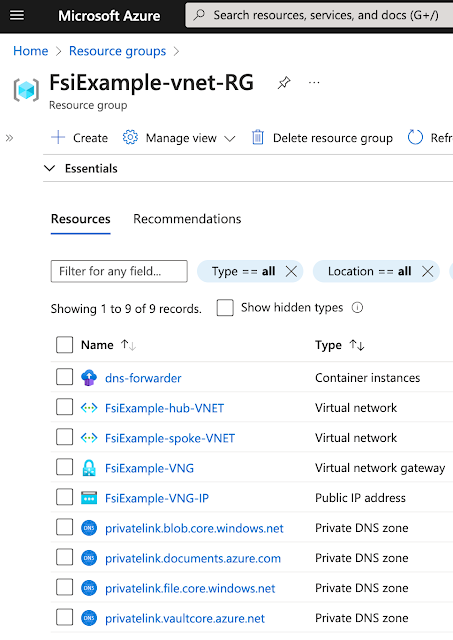 Microsoft Azure
Search resources, services, and docs (G+/)
Home > Resource groups >
FsiExample-vnet-RG
...
Resource group
»
+ Create Manage view Delete resource group Refr
Essentials
Resources Recommendations
Filter for any field... Type == all Location == all
Showing 1 to 9 of 9 records. Show hidden types
Name ↑↓ Type ↑↓
dns-forwarder Container instances
FsiExample-hub-VNET Virtual network
FsiExample-spoke-VNET Virtual network
FsiExample-VNG Virtual network gateway
FsiExample-VNG-IP Public IP address
DNS privatelink.blob.core.windows.net Private DNS zone
DNS privatelink.documents.azure.com Private DNS zone
DNS privatelink.file.core.windows.net Private DNS zone
DNS privatelink.vaultcore.azure.net Private DNS zone